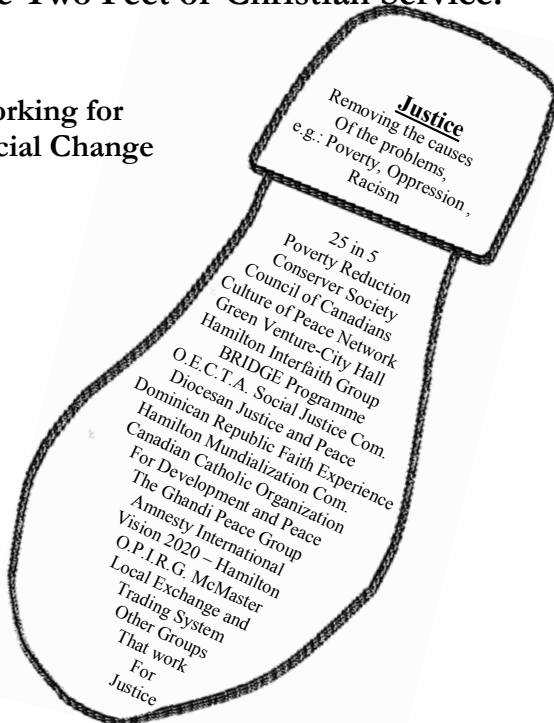 Two Feet of Christian Service:
orking for
cial Change
Justice
Removing the causes
Of the problems,
e.g.: Poverty, Oppression ,
Racism
25 in 5
Poverty Reduction
Conserver Society
Council of Canadians
Culture of Peace Network
Green Venture-City Hall
Hamilton Interfaith Group
BRIDGE Programme
O.E.C.T.A. Social Justice Com.
Diocesan Justice and Peace
Dominican Republic Faith Experience
Hamilton Mundialization Com.
Canadian Catholic Organization
For Development and Peace
The Ghandi Peace Group
Amnesty International
Vision 2020 – Hamilton
O.P.I.R.G. McMaster
Local Exchange and
Trading System
Other Groups
That work
For
Justice